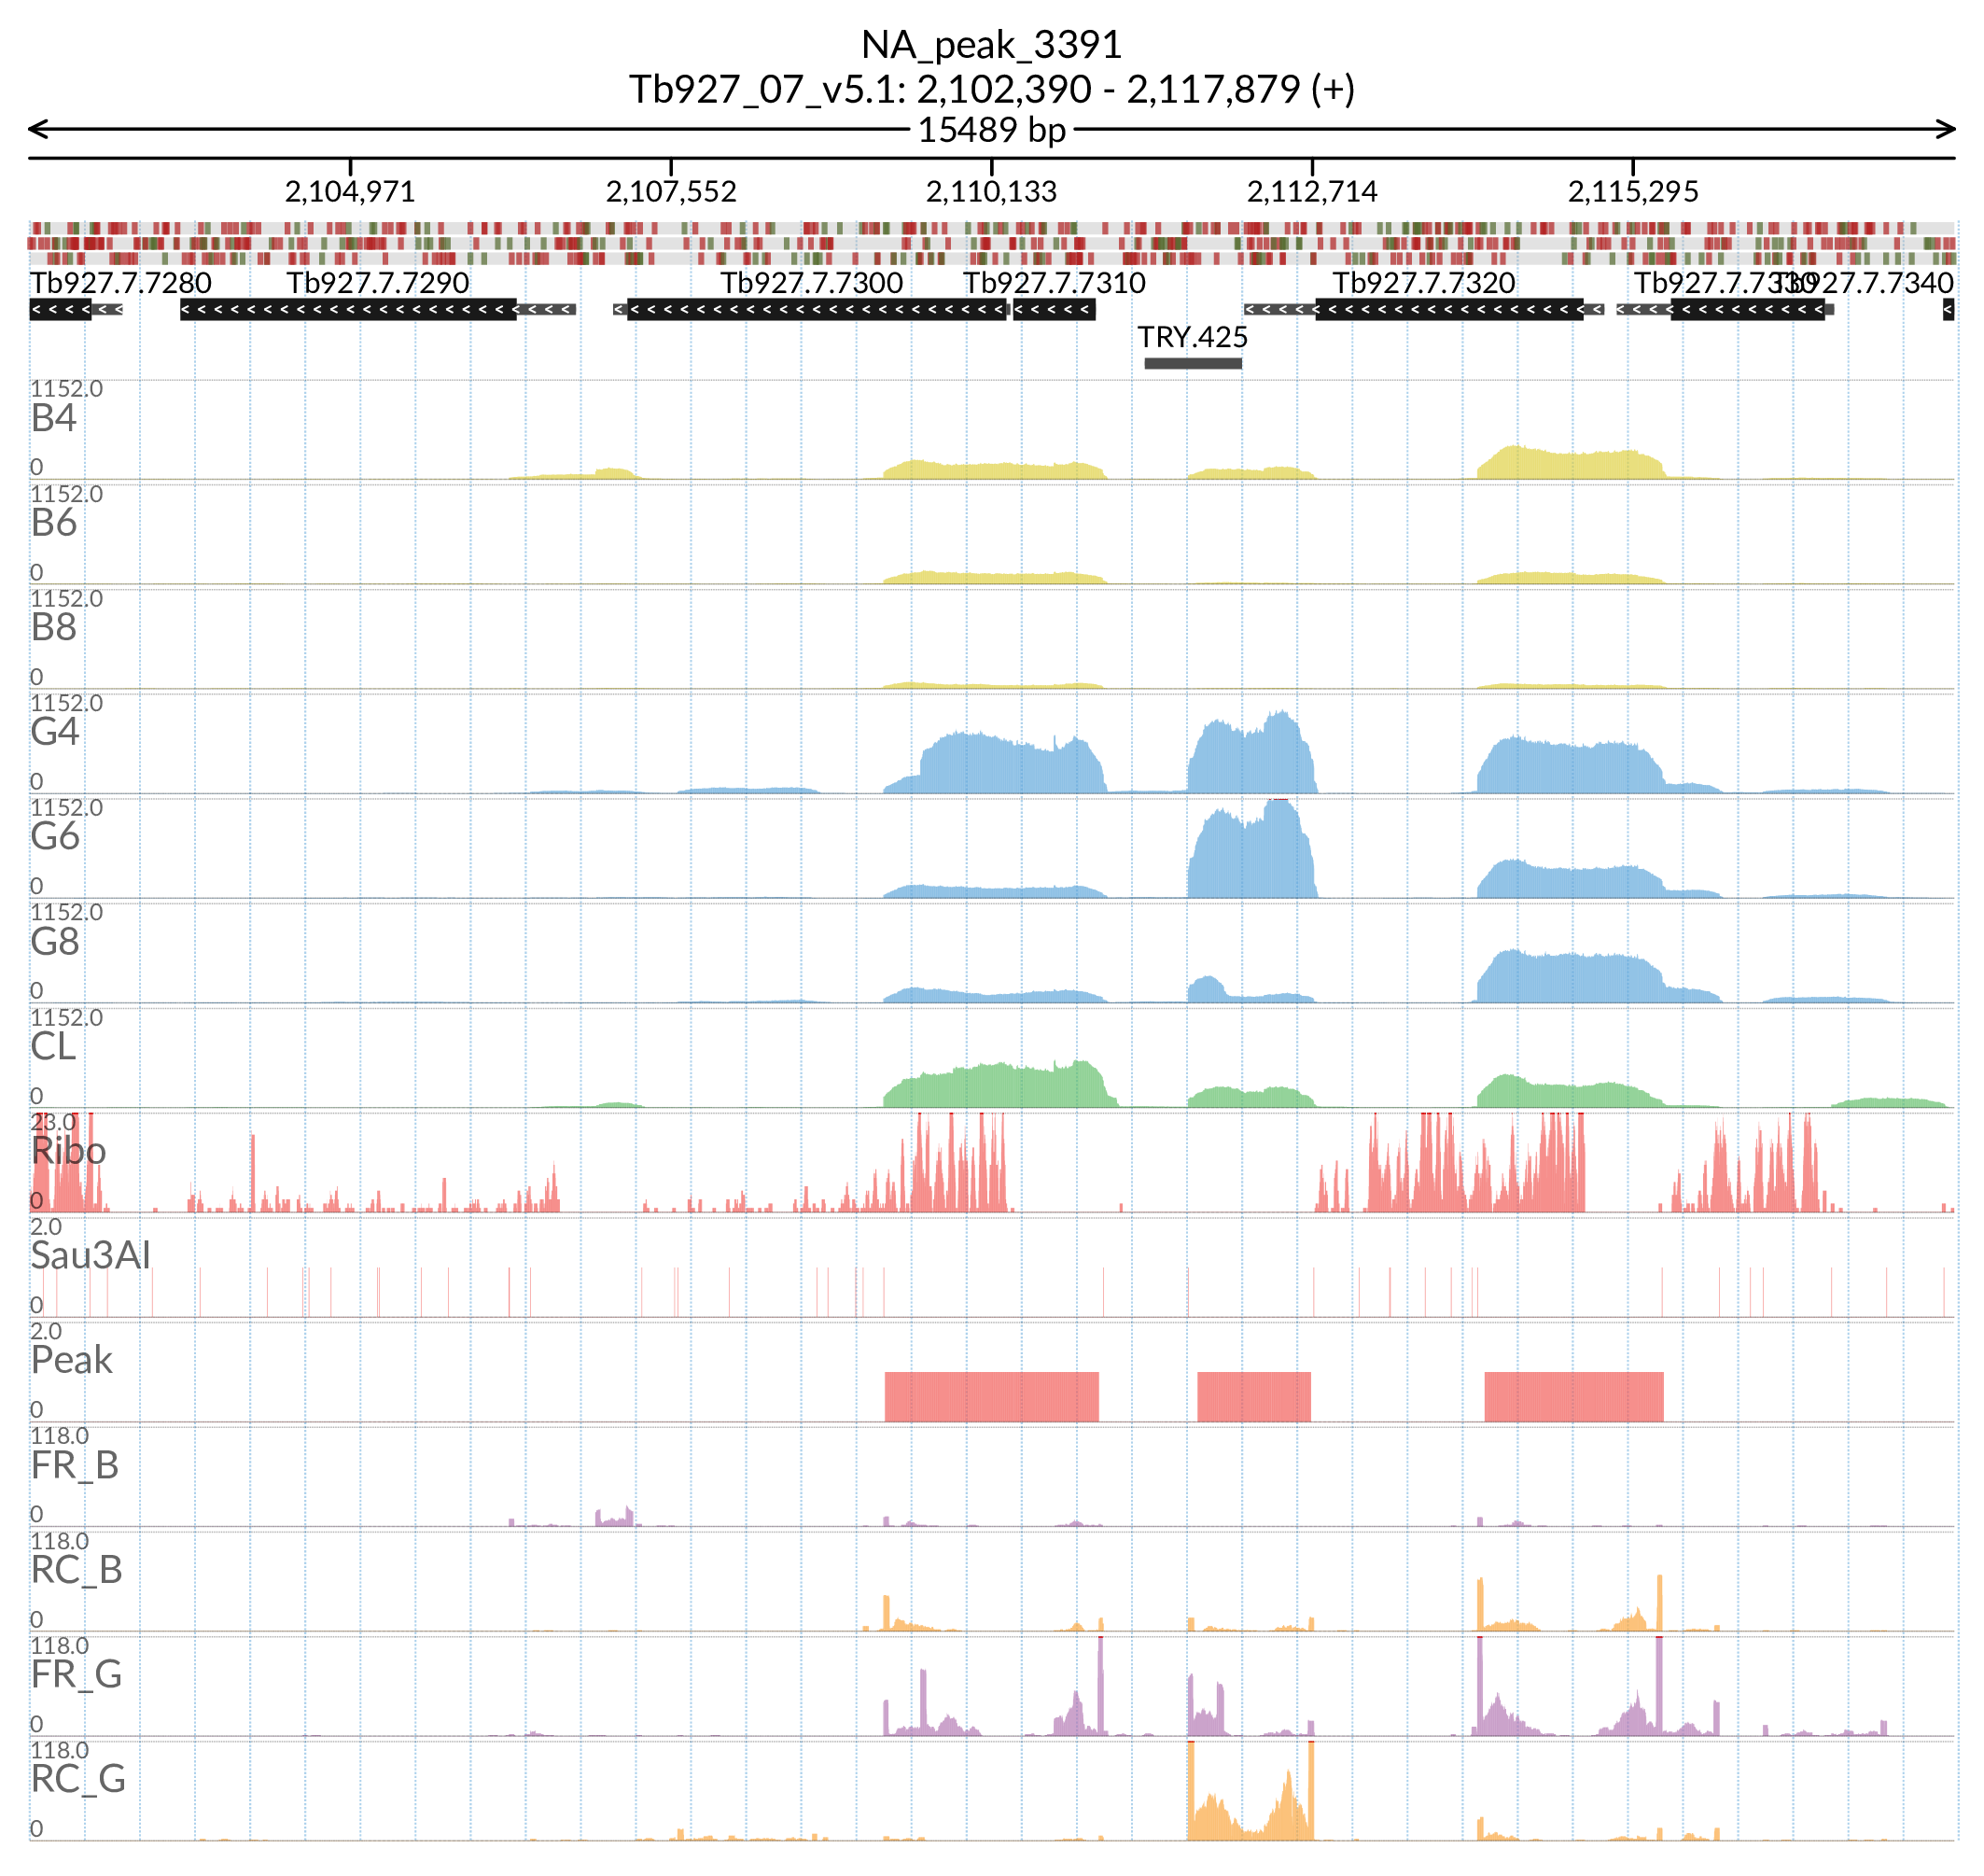 NA_peak_3391
Tb927_07_v5.1: 2,102,390 - 2,117,879 (+)
15489 bp
2,104,971 2,107,552 2,110,133 2,112,714 2,115,295
Tb927.7.7280 Tb927.7.7290 Tb927.7.7300 Tb927.7.7310 Tb927.7.7320 Tb927.7.7330 Tb927.7.7340
TRY.425
1152.0
B4
0
1152.0
B6
0
1152.0
B8
0
1152.0
G4
0
1152.0
G6
0
1152.0
G8
0
1152.0
CL
0
23.0
Ribo
0
2.0
Sau3AI
0
2.0
Peak
0
118.0
FR_B
0
118.0
RC_B
0
118.0
FR_G
0
118.0
RC_G
0